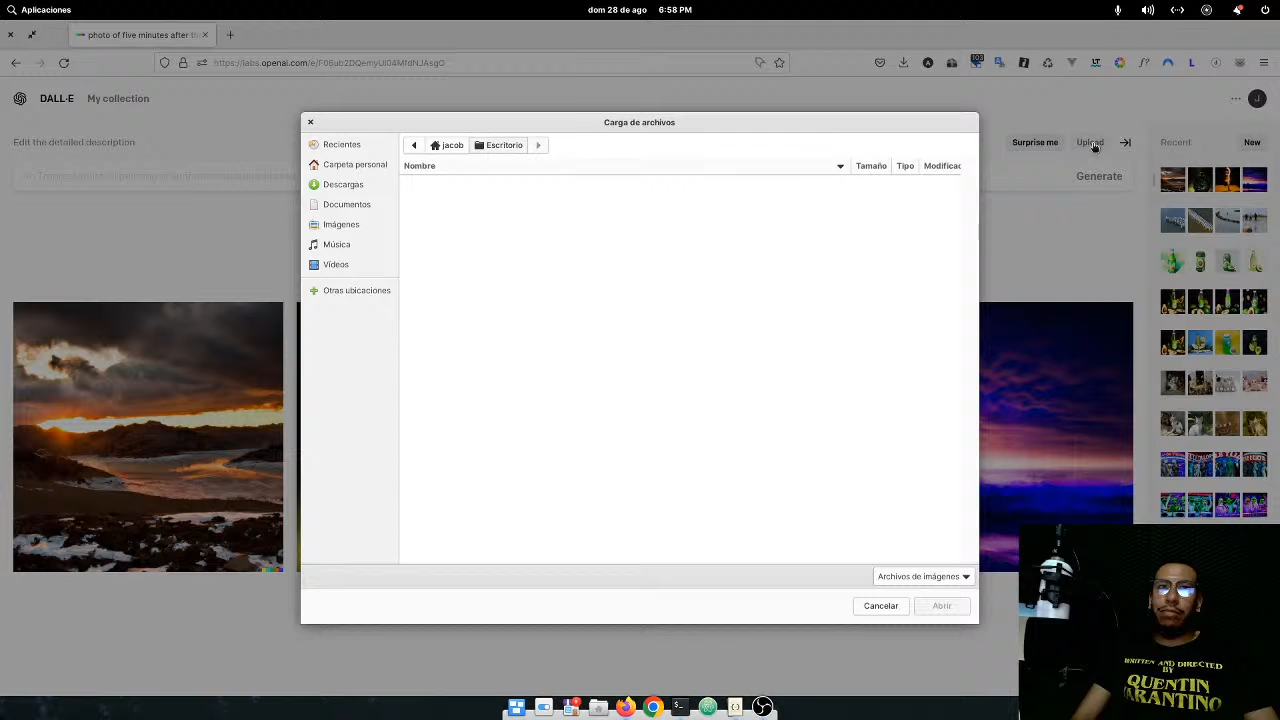 Aplicaciones
dom 28 de ago 6:58 PM
photo of five minutes after th
https://labs.openai.com/e/
103
DALL·E My collection
Edit the detailed description
Surprise me Upload
Recent New
Generate
Carga de archivos
Recientes
Carpeta personal
Descargas
Documentos
Imágenes
Música
Vídeos
Otras ubicaciones
jacob Escritorio
Nombre Tamaño Tipo Modificac
Archivos de imágenes
Cancelar Abrir
WRITTEN AND DIRECTED
BY
QUENTIN
TARANTINO